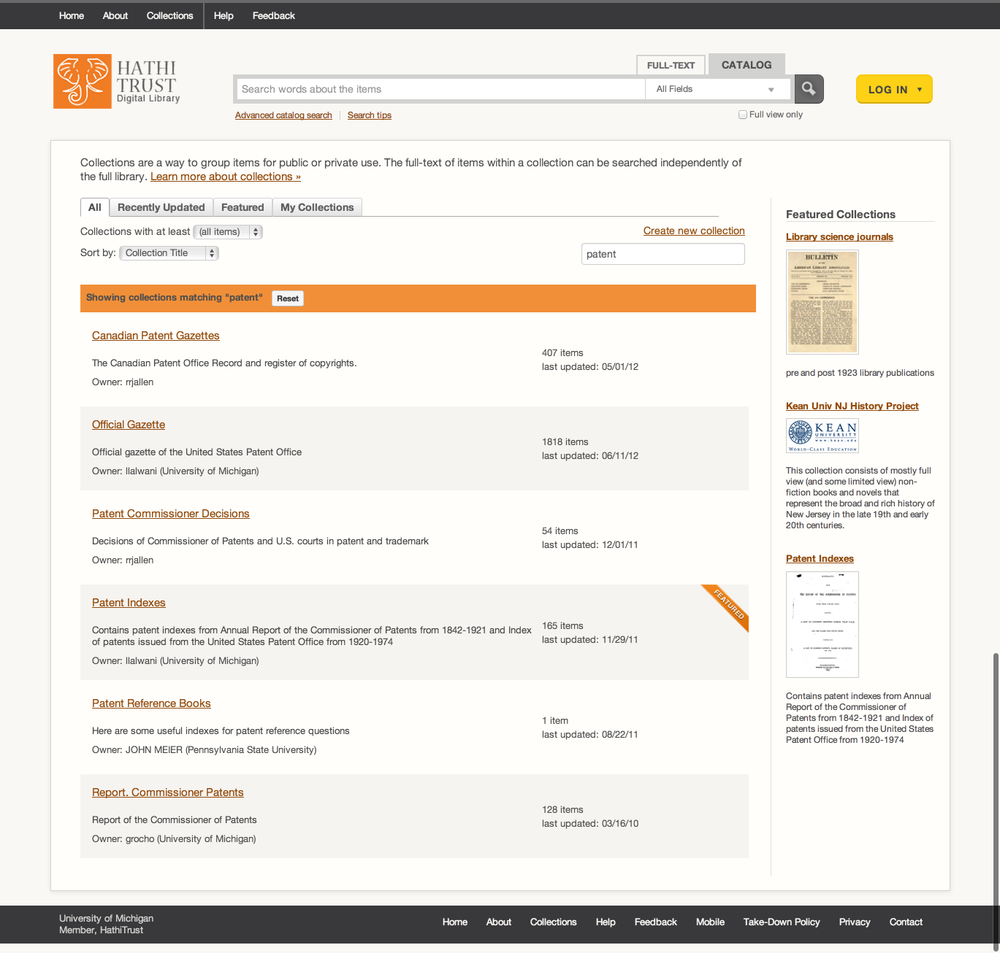 Home About Collections Help Feedback
HATHI
TRUST
Digital Library
FULL-TEXT CATALOG
Search words about the items All Fields
LOG IN
Advanced catalog search Search tips Full view only
Collections are a way to group items for public or private use. The full-text of items within a collection can be searched independently of
the full library. Learn more about collections »
All Recently Updated Featured My Collections
Collections with at least (all items)
Create new collection
Sort by: Collection Title
patent
Showing collections matching "patent" Reset
Canadian Patent Gazettes
The Canadian Patent Office Record and register of copyrights.
Owner: rrjallen
407 items
last updated: 05/01/12
Official Gazette
Official gazette of the United States Patent Office
Owner: llalwani (University of Michigan)
1818 items
last updated: 06/11/12
Patent Commissioner Decisions
Decisions of Commissioner of Patents and U.S. courts in patent and trademark
Owner: rrjallen
54 items
last updated: 12/01/11
Patent Indexes
Contains patent indexes from Annual Report of the Commissioner of Patents from 1842-1921 and Index
of patents issued from the United States Patent Office from 1920-1974
Owner: llalwani (University of Michigan)
165 items
last updated: 11/29/11
FEATURED
Patent Reference Books
Here are some useful indexes for patent reference questions
Owner: JOHN MEIER (Pennsylvania State University)
1 item
last updated: 08/22/11
Report. Commissioner Patents
Report of the Commissioner of Patents
Owner: grocho (University of Michigan)
128 items
last updated: 03/16/10
Featured Collections
Library science journals
BULLETIN
OF THE
AMERICAN LIBRARY ASSOCIATION
pre and post 1923 library publications
Kean Univ NJ History Project
KEAN
UNIVERSITY
www.kean.edu
WORLD-CLASS EDUCATION
This collection consists of mostly full
view (and some limited view) non-
fiction books and novels that
represent the broad and rich history of
New Jersey in the late 19th and early
20th centuries.
Patent Indexes
Contains patent indexes from Annual
Report of the Commissioner of
Patents from 1842-1921 and Index of
patents issued from the United States
Patent Office from 1920-1974
University of Michigan
Member, HathiTrust
Home About Collections Help Feedback Mobile Take-Down Policy Privacy Contact